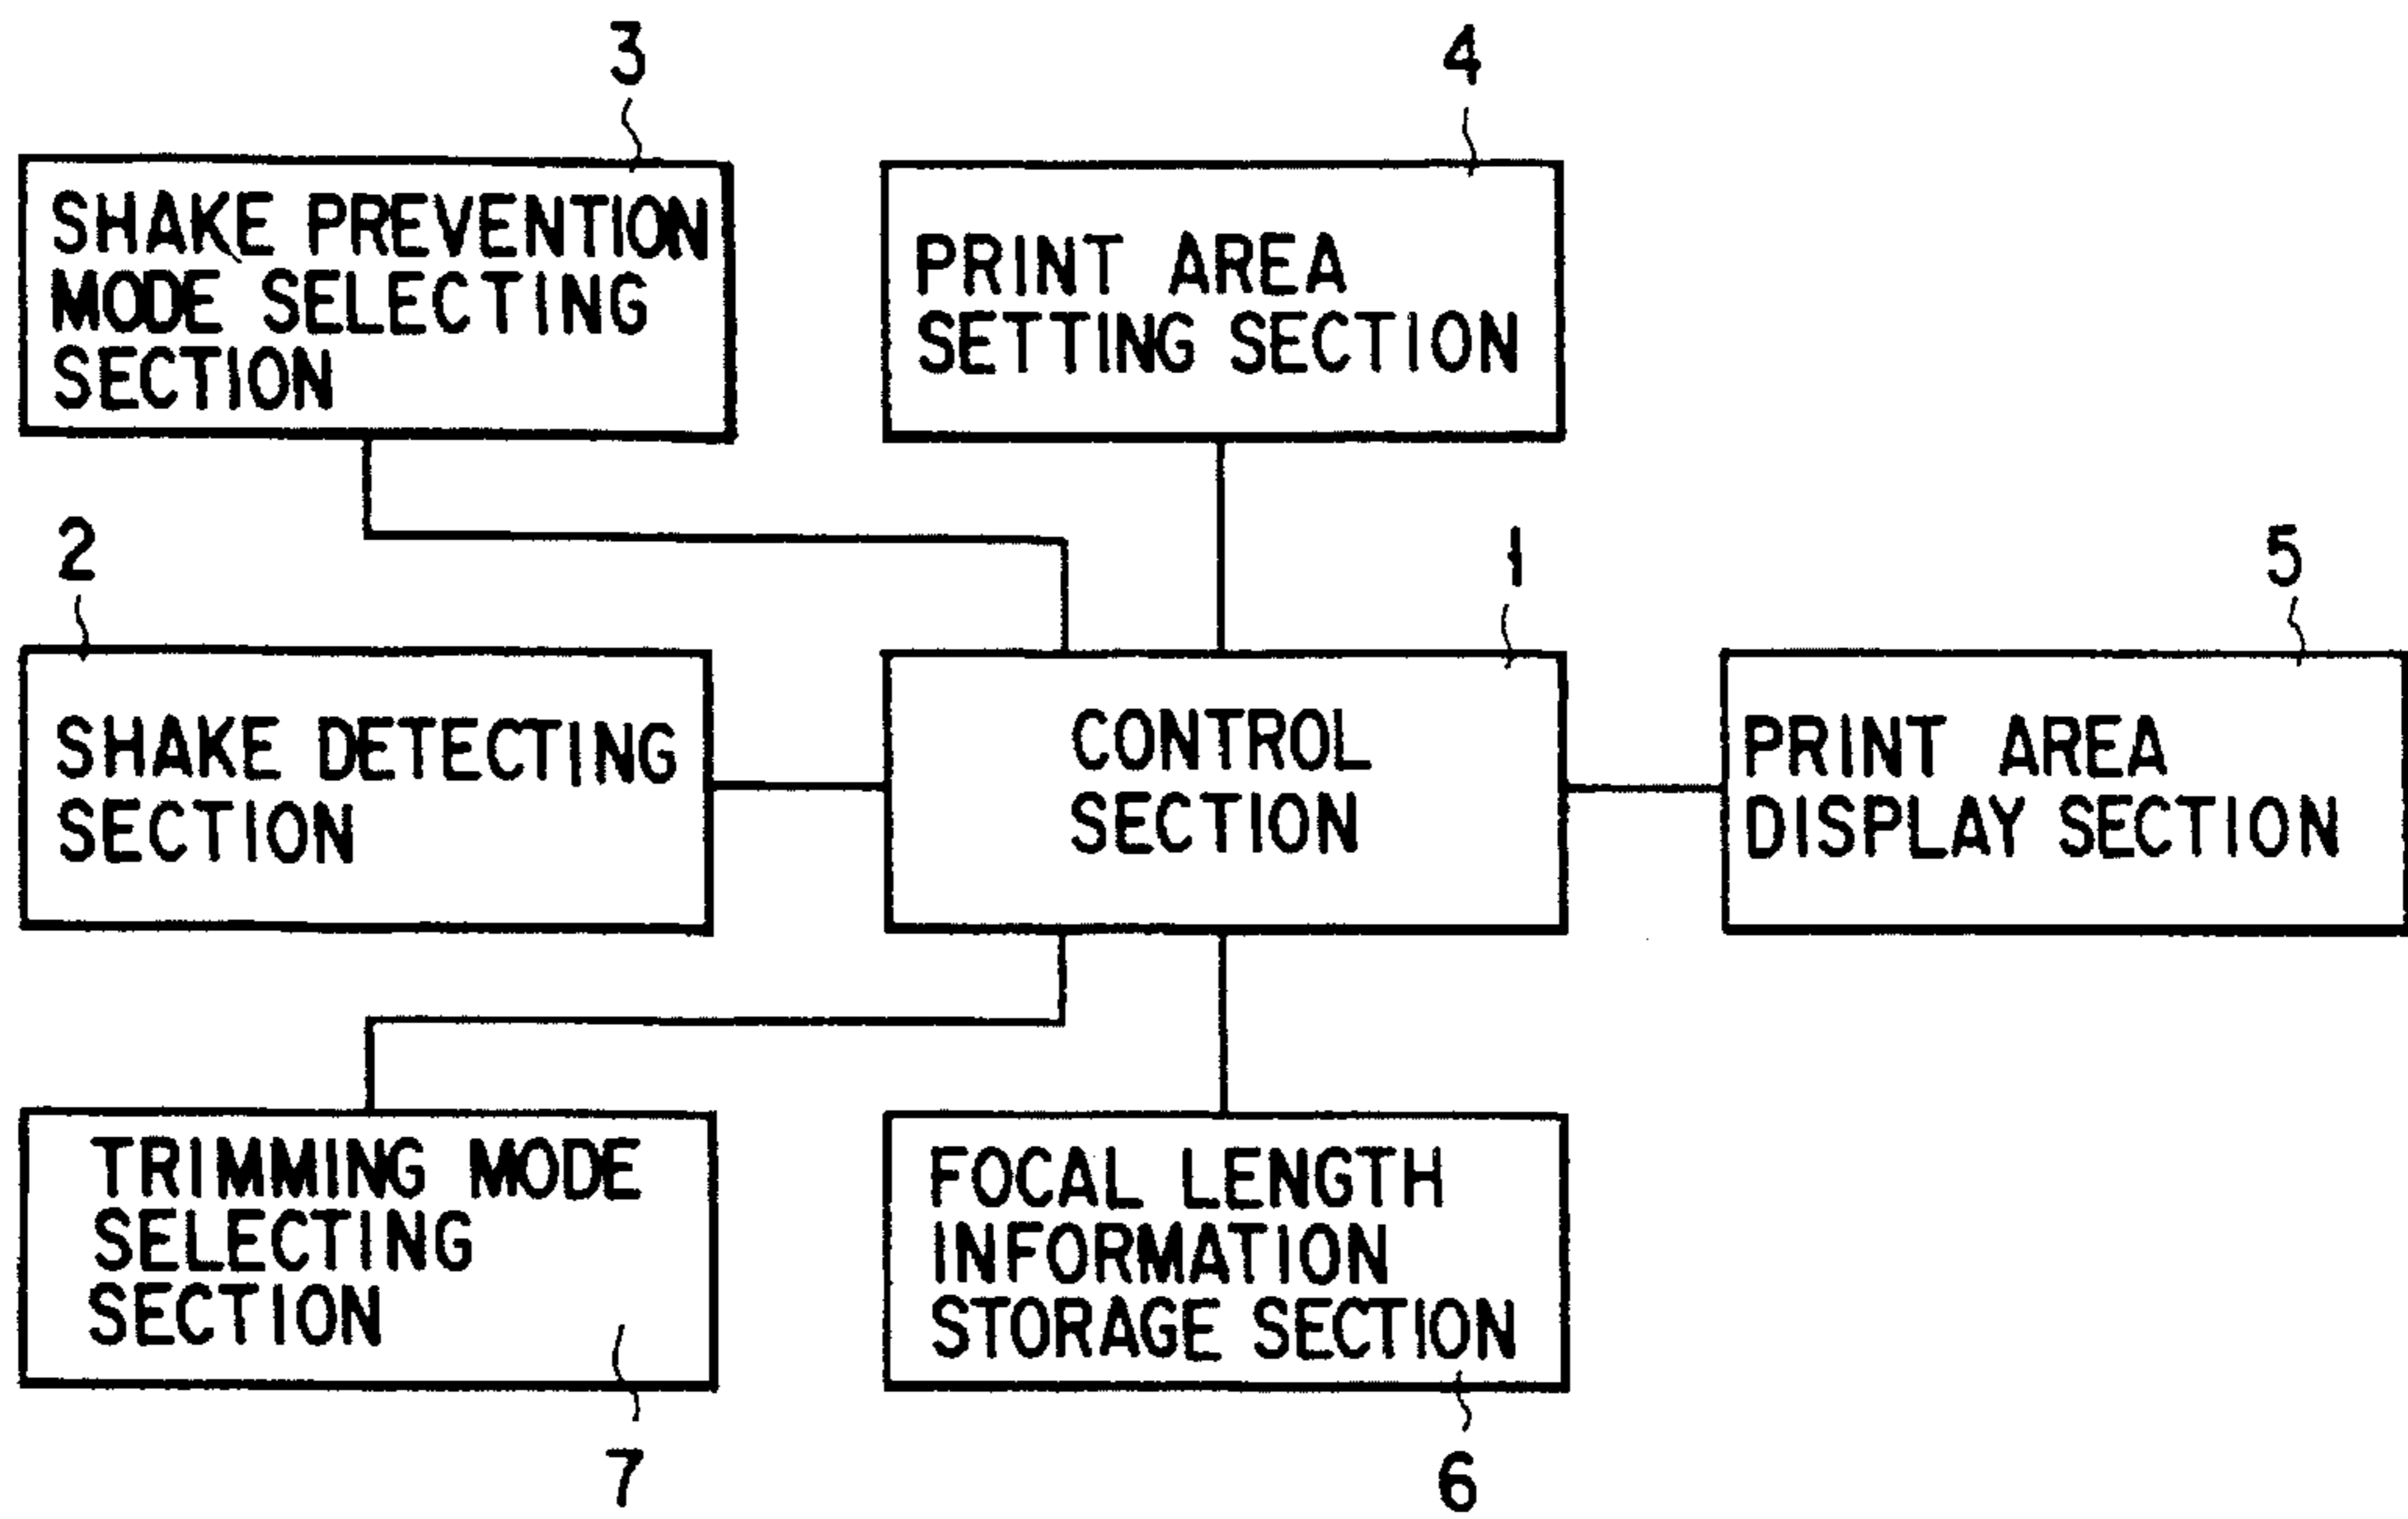 3
4
SHAKE PREVENTION
MODE SELECTING
SECTION
PRINT AREA
SETTING SECTION
2
1
5
SHAKE DETECTING
SECTION
CONTROL
SECTION
PRINT AREA
DISPLAY SECTION
TRIMMING MODE
SELECTING
SECTION
FOCAL LENGTH
INFORMATION
STORAGE SECTION
7
6